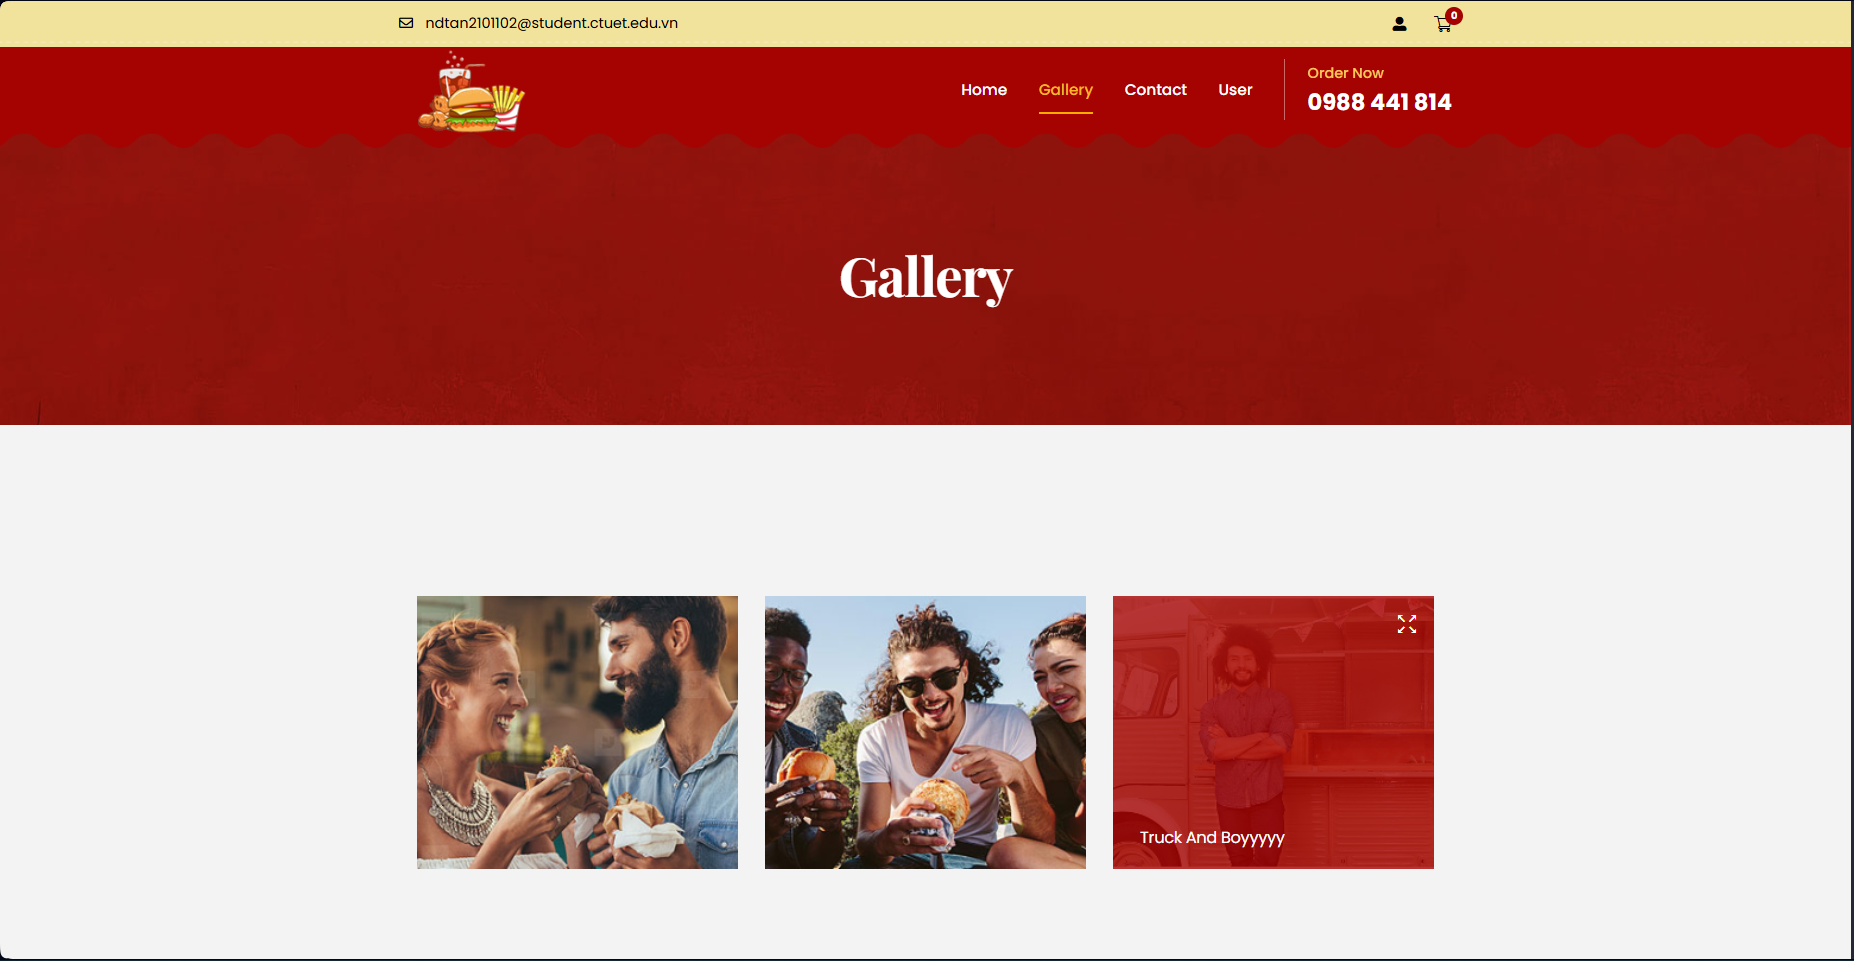 ndtan2101102@student.ctuet.edu.vn
0
Home Gallery Contact User
Order Now
0988 441 814
Gallery
Truck And Boyyyyy